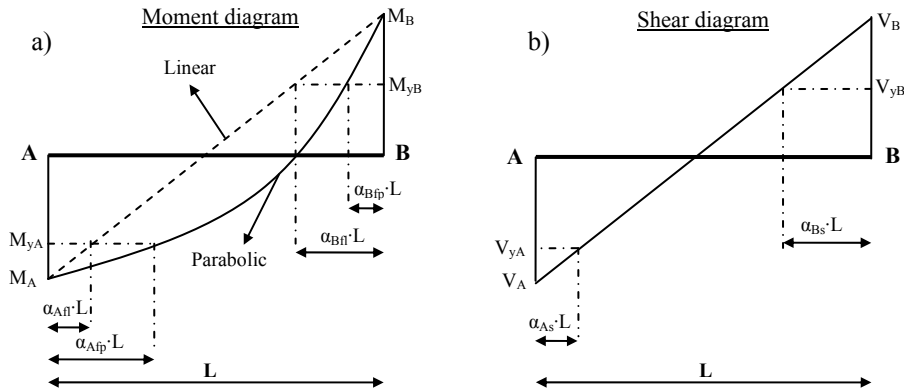 Moment diagram
a)
M_B
Linear
M_yB
A
B
α_Bfp·L
α_Bfl·L
M_yA
Parabolic
M_A
α_Afl·L
α_Afp·L
L
Shear diagram
b)
V_B
V_yB
A
B
α_Bs·L
V_yA
V_A
α_As·L
L